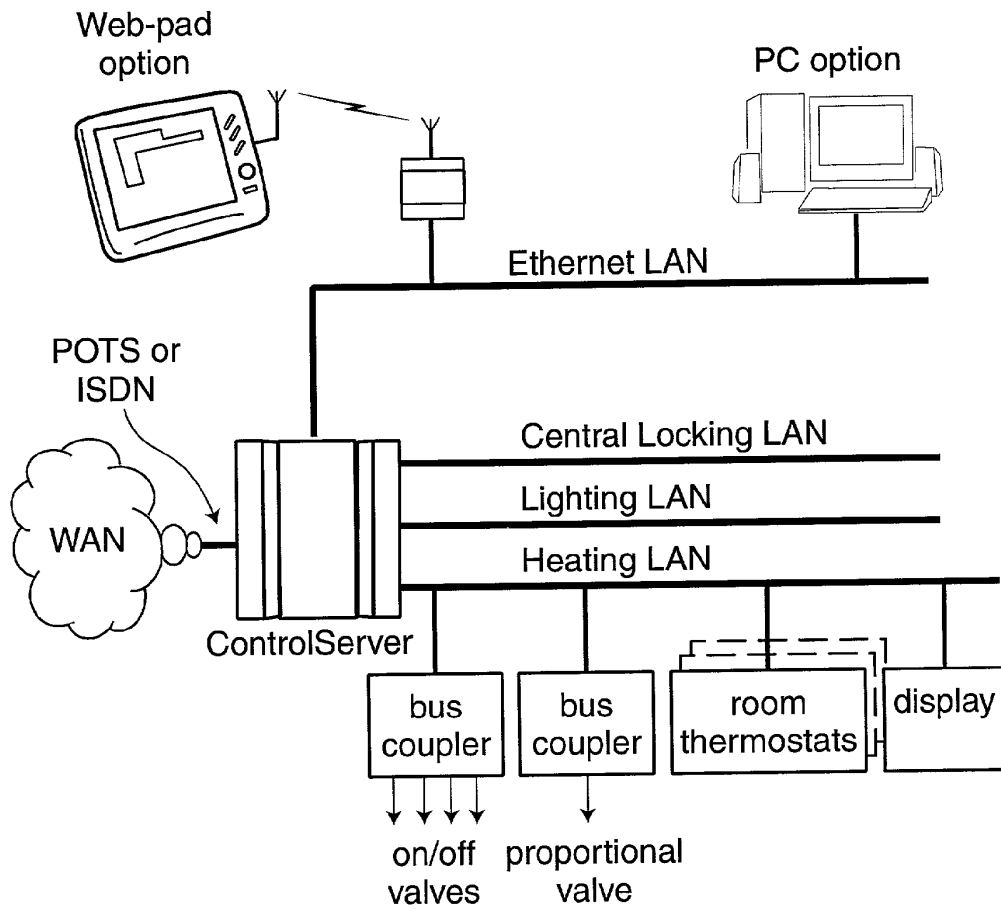 Web-pad
option
PC option
Ethernet LAN
POTS or
ISDN
Central Locking LAN
Lighting LAN
WAN
Heating LAN
ControlServer
bus
coupler
bus
coupler
room
thermostats
display
on/off
valves
proportional
valve